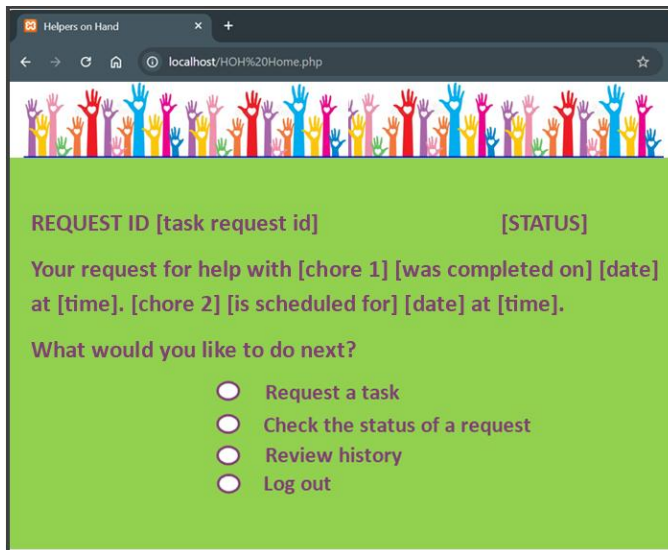 Helpers on Hand
localhost/HOH%20Home.php
REQUEST ID [task request id] [STATUS]
Your request for help with [chore 1] [was completed on] [date]
at [time]. [chore 2] [is scheduled for] [date] at [time].
What would you like to do next?
Request a task
Check the status of a request
Review history
Log out